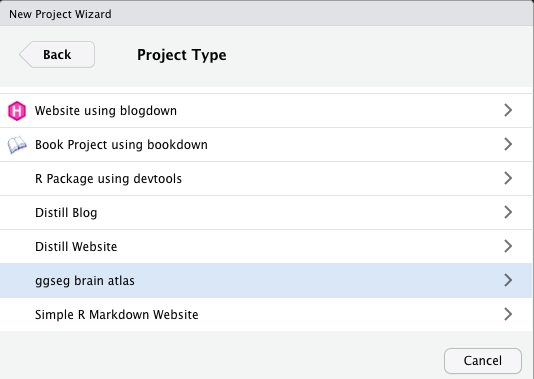 New Project Wizard
Back
Project Type
Website using blogdown
Book Project using bookdown
R Package using devtools
Distill Blog
Distill Website
ggseg brain atlas
Simple R Markdown Website
Cancel